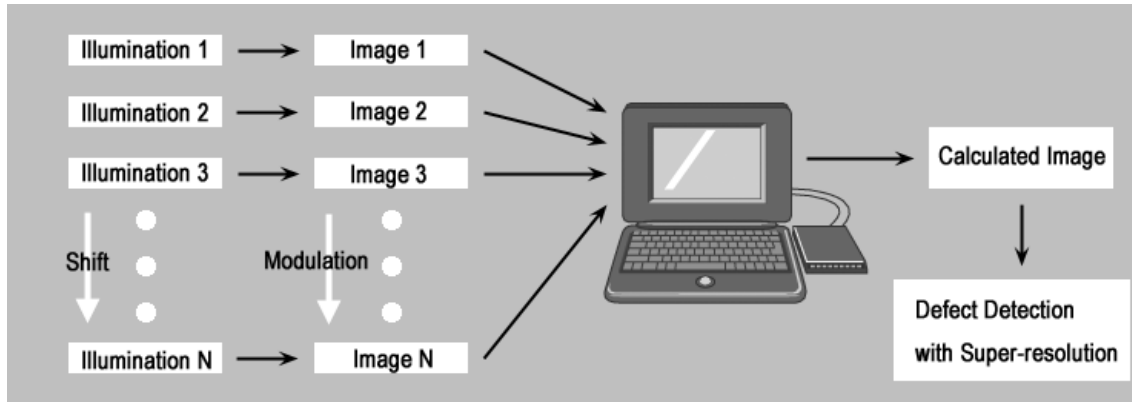 Illumination 1
Image 1
Illumination 2
Image 2
Illumination 3
Image 3
Calculated Image
Shift
Modulation
Defect Detection
with Super-resolution
Illumination N
Image N